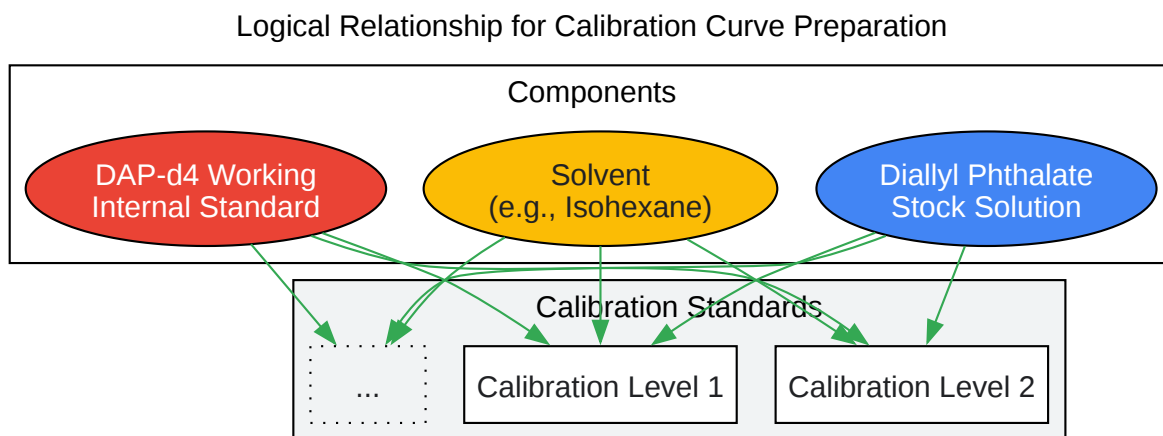 Logical Relationship for Calibration Curve Preparation
Components
DAP-d4 Working
Internal Standard
Solvent
(e.g., Isohexane)
Diallyl Phthalate
Stock Solution
Calibration Standards
...
Calibration Level 1
Calibration Level 2